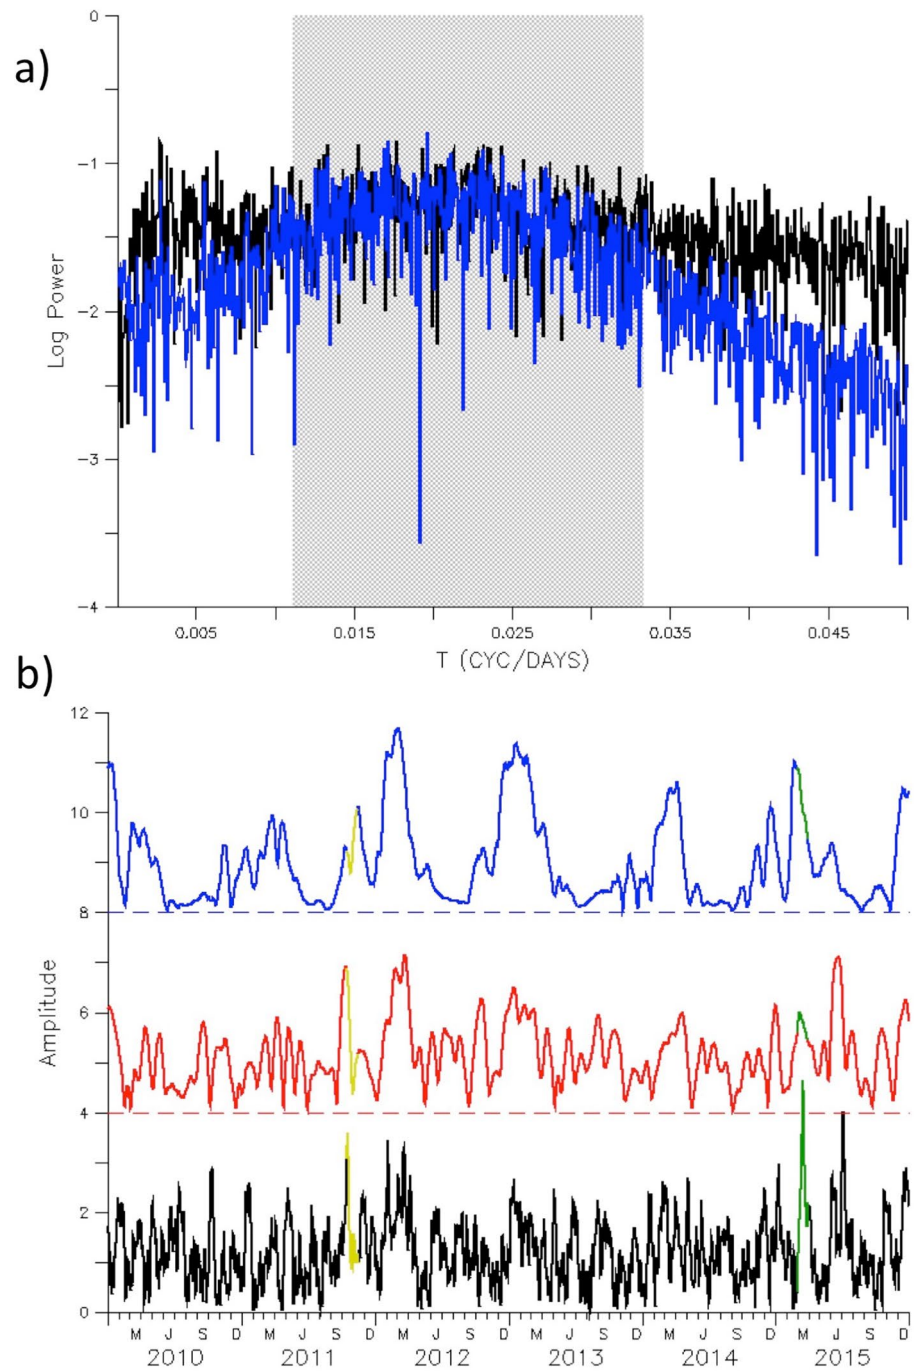 a)
0
-1
-2
-3
-4
Log Power
0.005 0.015 0.025 0.035 0.045
T (CYC/DAYS)
b)
12
10
8
6
4
2
0
Amplitude
M J S D M J S D M J S D M J S D M J S D M J S D
2010 2011 2012 2013 2014 2015